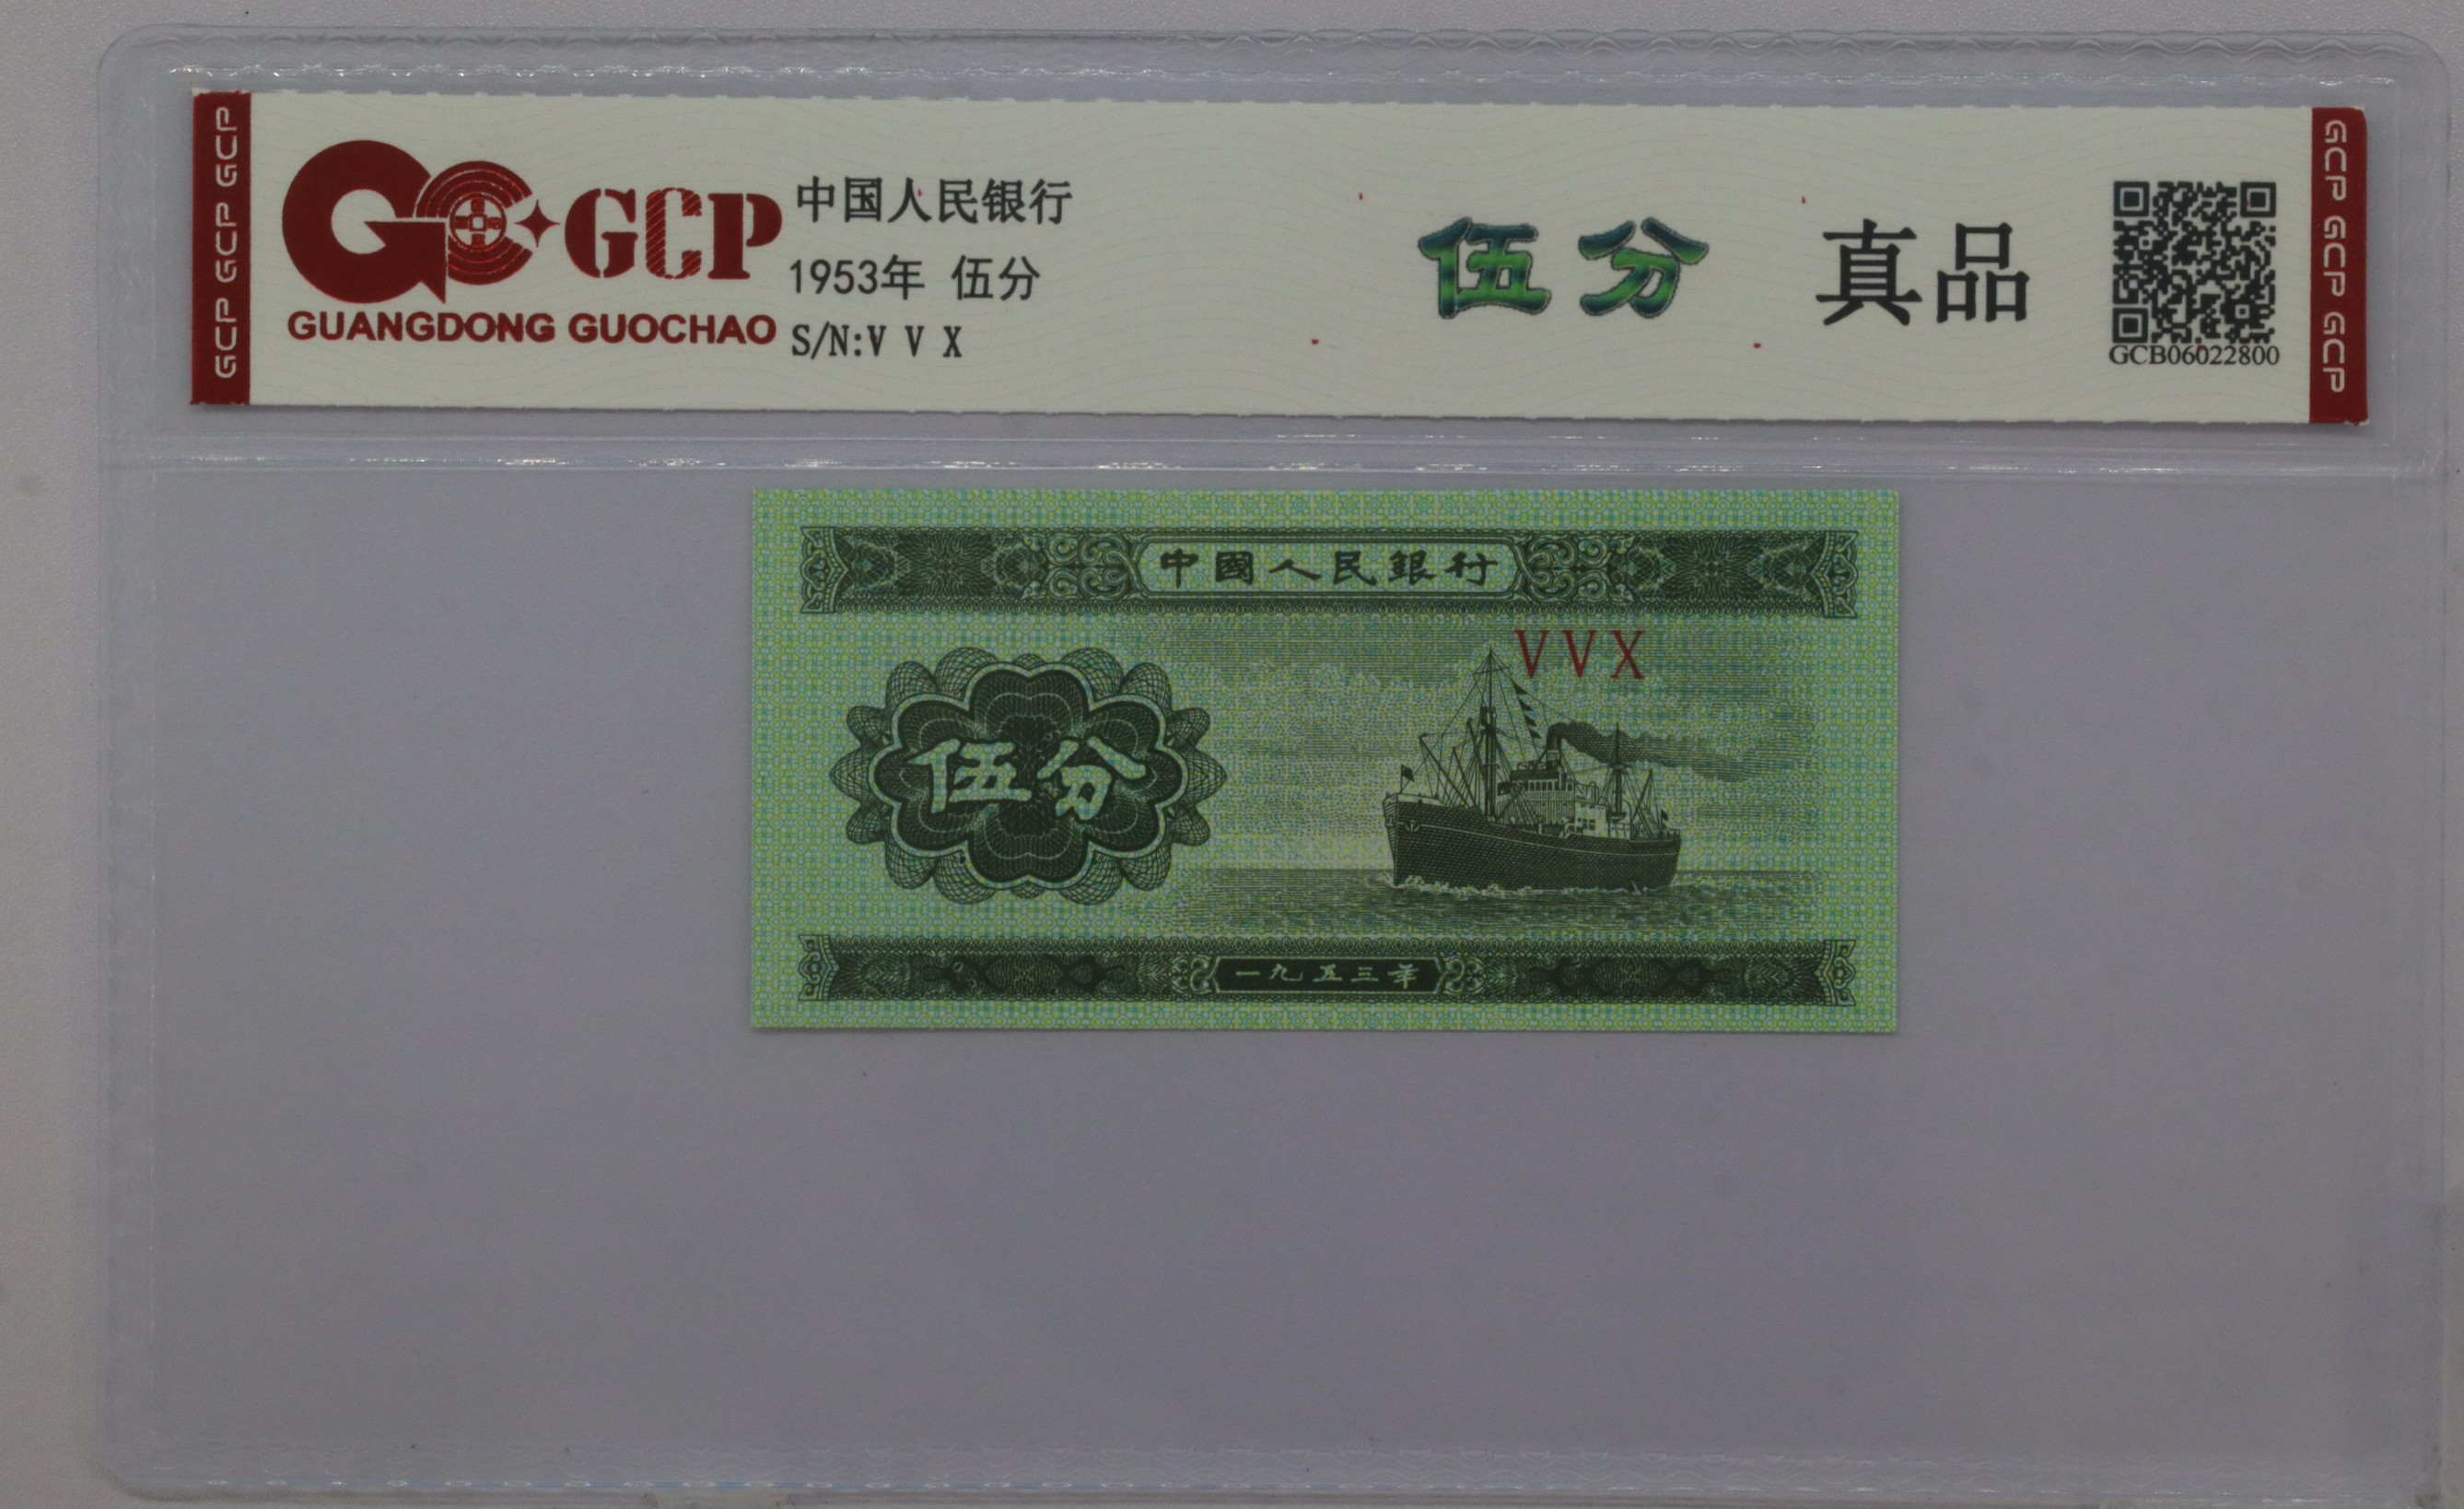 GCP GCP GCP
GCP
GUANGDONG GUOCHAO
中国人民银行
1953年 伍分
S/N:V V X
伍分 真品
GCB06022800
GCP GCP GCP
中國人民銀行
VVX
伍分
一九五三年